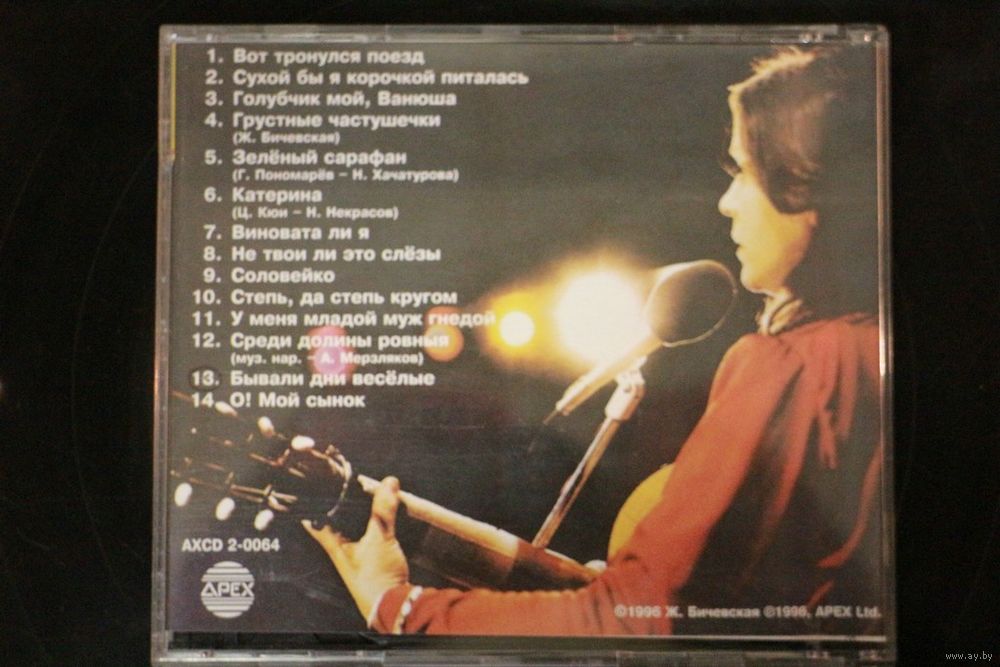 1. Вот тронулся поезд
2. Сухой бы я корочкой питалась
3. Голубчик мой, Ванюша
4. Грустные частушечки
(Ж. Бичевская)
5. Зелёный сарафан
(Г. Пономарёв – Н. Хачатурова)
6. Катерина
(Ц. Кюи – Н. Некрасов)
7. Виновата ли я
8. Не твои ли это слёзы
9. Соловейко
10. Степь, да степь кругом
11. У меня младой муж гнедой
12. Среди долины ровныя
(муз. нар. – А. Мерзляков)
13. Бывали дни весёлые
14. О! Мой сынок
AXCD 2-0064
APEX
©1996 Ж. Бичевская ℗1996, APEX Ltd.
www.ay.by